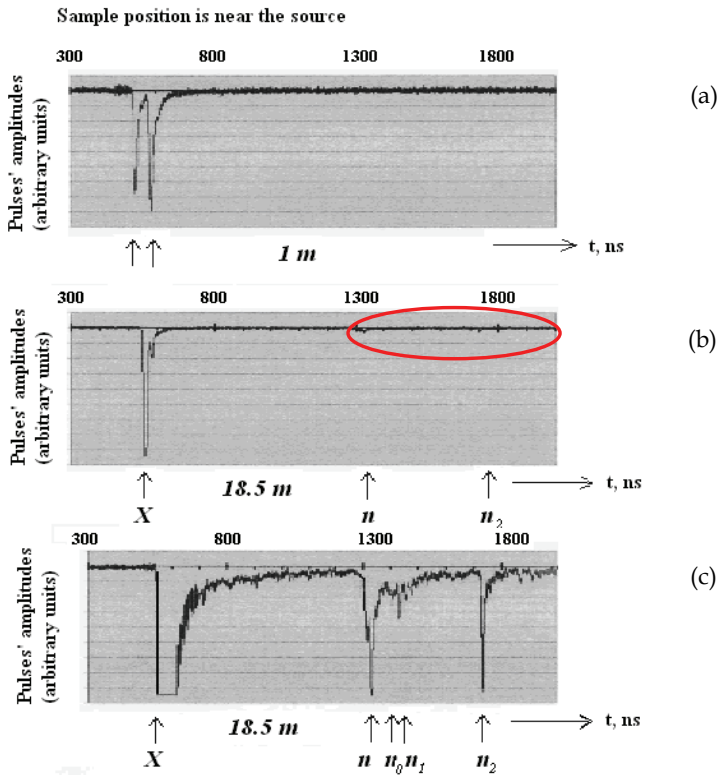 Sample position is near the source
300 800 1300 1800
Pulses' amplitudes
(arbitrary units)
(a)
1 m
t, ns
300 800 1300 1800
Pulses' amplitudes
(arbitrary units)
(b)
18.5 m
t, ns
X n n2
300 800 1300 1800
Pulses' amplitudes
(arbitrary units)
(c)
18.5 m
t, ns
X n n0 n1 n2